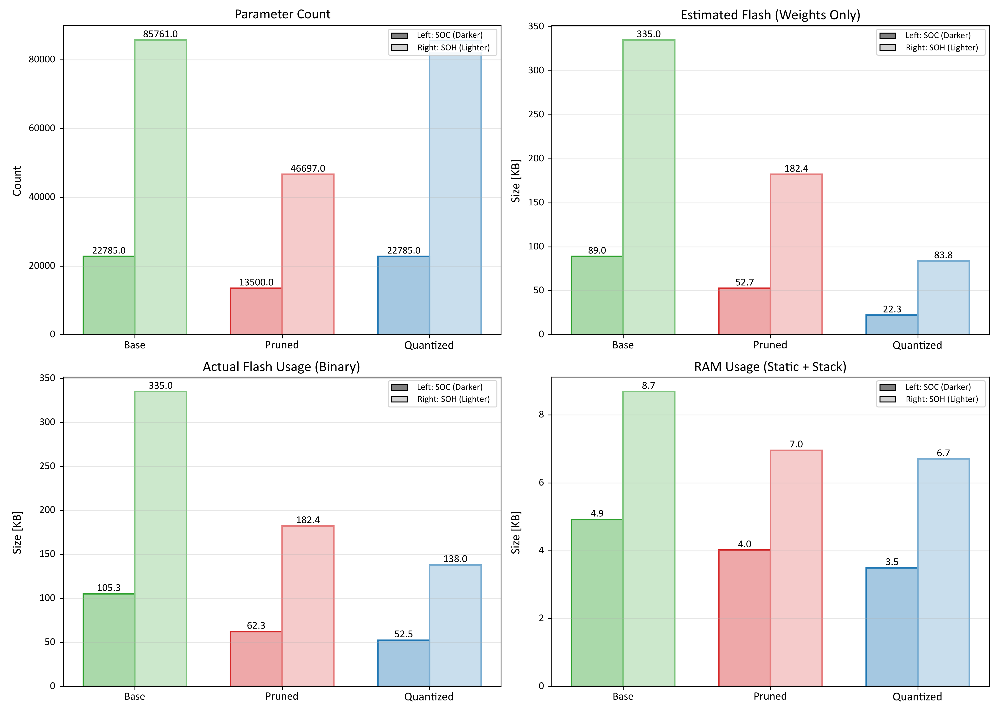 Parameter Count
Left: SOC (Darker)
Right: SOH (Lighter)
Count
80000
60000
40000
20000
0
22785.0
85761.0
13500.0
46697.0
22785.0
Base
Pruned
Quantized
Estimated Flash (Weights Only)
Left: SOC (Darker)
Right: SOH (Lighter)
Size [KB]
350
300
250
200
150
100
50
0
89.0
335.0
52.7
182.4
22.3
83.8
Base
Pruned
Quantized
Actual Flash Usage (Binary)
Left: SOC (Darker)
Right: SOH (Lighter)
Size [KB]
350
300
250
200
150
100
50
0
105.3
335.0
62.3
182.4
52.5
138.0
Base
Pruned
Quantized
RAM Usage (Static + Stack)
Left: SOC (Darker)
Right: SOH (Lighter)
Size [KB]
8
6
4
2
0
4.9
8.7
4.0
7.0
3.5
6.7
Base
Pruned
Quantized